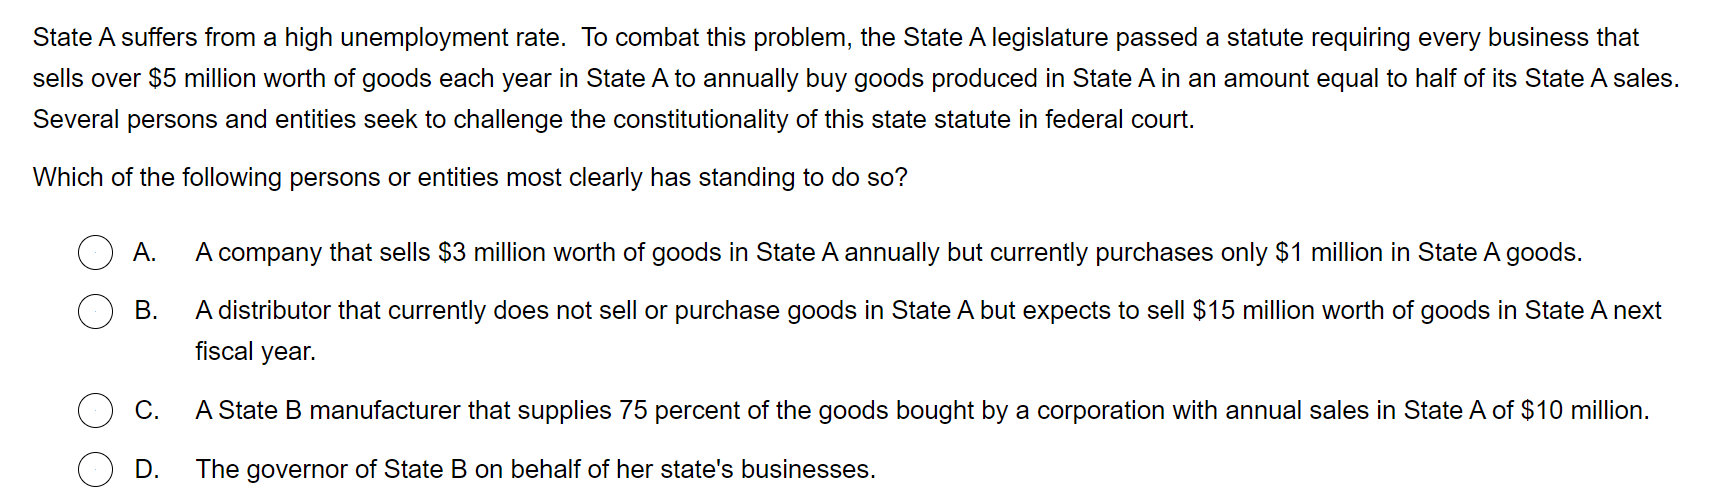 State A suffers from a high unemployment rate.  To combat this problem, the State A legislature passed a statute requiring every business that
sells over $5 million worth of goods each year in State A to annually buy goods produced in State A in an amount equal to half of its State A sales.
Several persons and entities seek to challenge the constitutionality of this state statute in federal court.
Which of the following persons or entities most clearly has standing to do so?
A. A company that sells $3 million worth of goods in State A annually but currently purchases only $1 million in State A goods.
B. A distributor that currently does not sell or purchase goods in State A but expects to sell $15 million worth of goods in State A next
fiscal year.
C. A State B manufacturer that supplies 75 percent of the goods bought by a corporation with annual sales in State A of $10 million.
D. The governor of State B on behalf of her state's businesses.